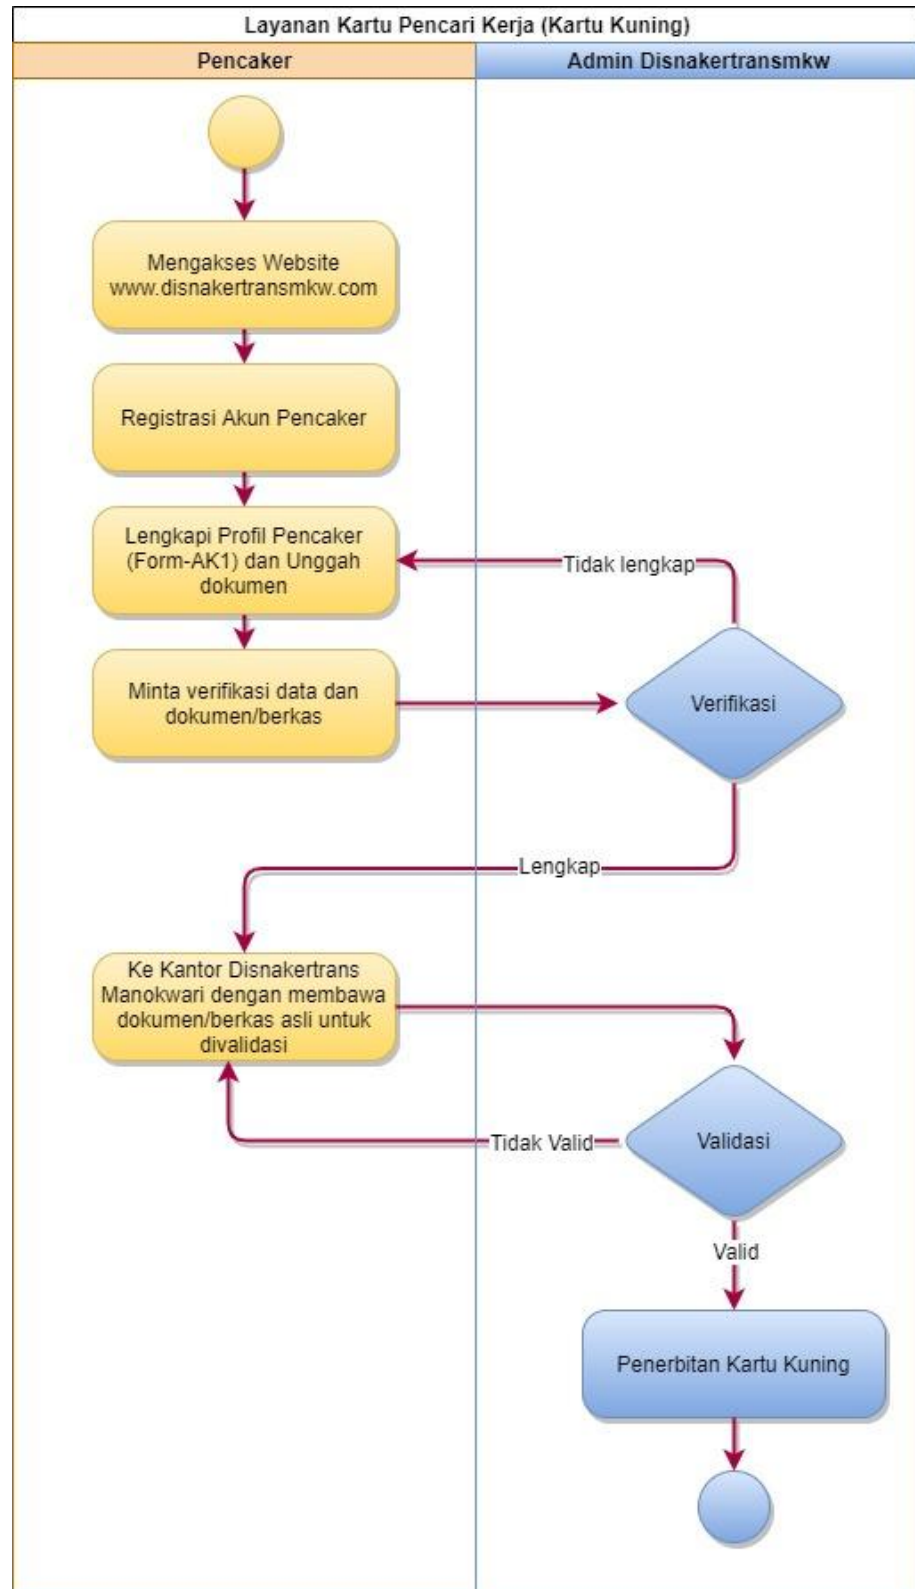 Layanan Kartu Pencari Kerja (Kartu Kuning)
Pencaker
Admin Disnakertransmkw
Mengakses Website
www.disnakertransmkw.com
Registrasi Akun Pencaker
Lengkapi Profil Pencaker
(Form-AK1) dan Unggah
dokumen
Tidak lengkap
Minta verifikasi data dan
dokumen/berkas
Verifikasi
Lengkap
Ke Kantor Disnakertrans
Manokwari dengan membawa
dokumen/berkas asli untuk
divalidasi
Tidak Valid
Validasi
Valid
Penerbitan Kartu Kuning